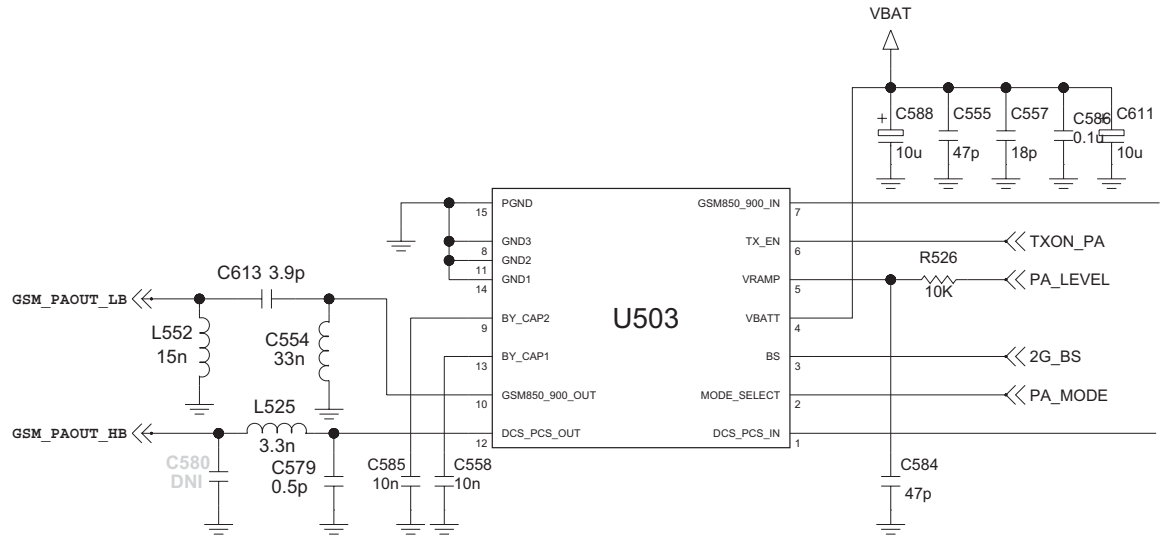 VBAT
C588
C555
C557
C586
C611
+
+
10u
47p
18p
0.1u
10u
PGND
15
GND3
8
GND2
11
GND1
14
BY_CAP2
9
BY_CAP1
13
GSM850_900_OUT
10
DCS_PCS_OUT
12
U503
GSM850_900_IN
7
TX_EN
6
VRAMP
5
VBATT
4
BS
3
MODE_SELECT
2
DCS_PCS_IN
1
TXON_PA
R526
10K
PA_LEVEL
2G_BS
PA_MODE
C613 3.9p
GSM_PAOUT_LB
L552
15n
C554
33n
L525
3.3n
GSM_PAOUT_HB
C580
DNI
C579
0.5p
C585
10n
C558
10n
C584
47p